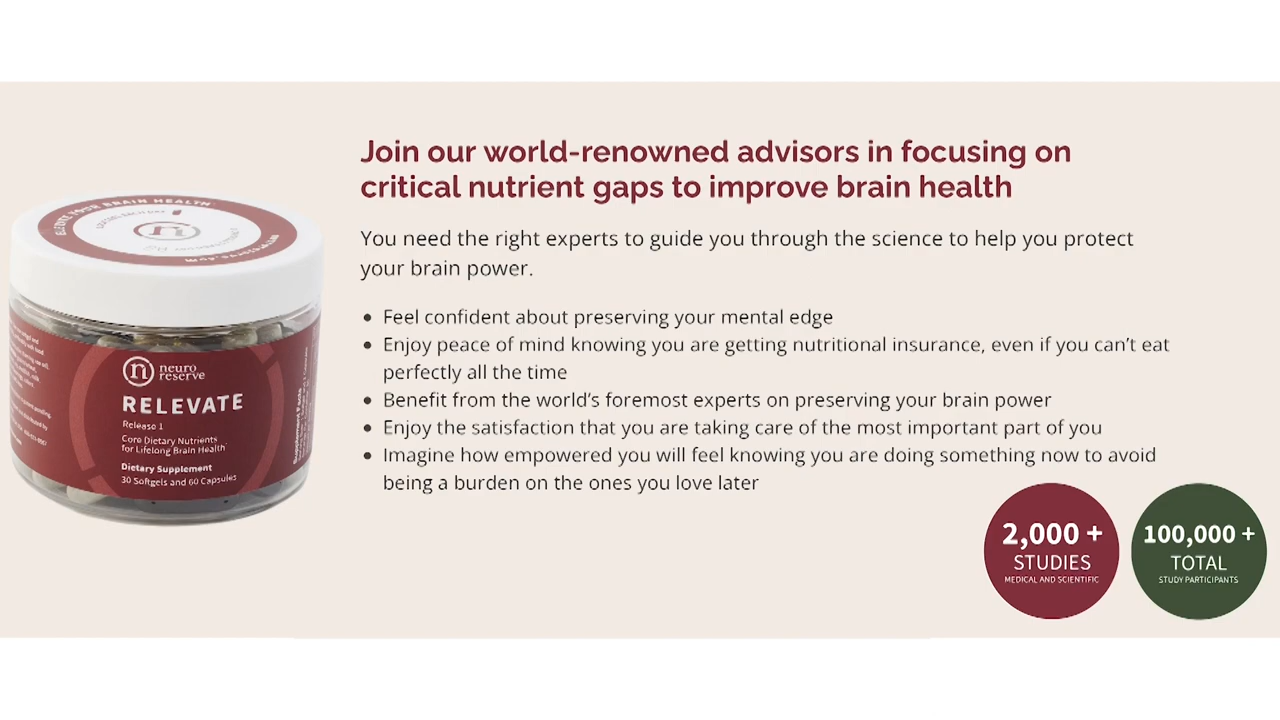 Join our world-renowned advisors in focusing on
critical nutrient gaps to improve brain health
You need the right experts to guide you through the science to help you protect
your brain power.
Feel confident about preserving your mental edge
Enjoy peace of mind knowing you are getting nutritional insurance, even if you can’t eat
perfectly all the time
Benefit from the world’s foremost experts on preserving your brain power
Enjoy the satisfaction that you are taking care of the most important part of you
Imagine how empowered you will feel knowing you are doing something now to avoid
being a burden on the ones you love later
YOUR BRAIN HEALTH
n
neuro
reserve
RELEVATE
Release 1
Core Dietary Nutrients
for Lifelong Brain Health
Dietary Supplement
30 Softgels and 60 Capsules
Supplement Facts
2,000 +
STUDIES
MEDICAL AND SCIENTIFIC
100,000 +
TOTAL
STUDY PARTICIPANTS